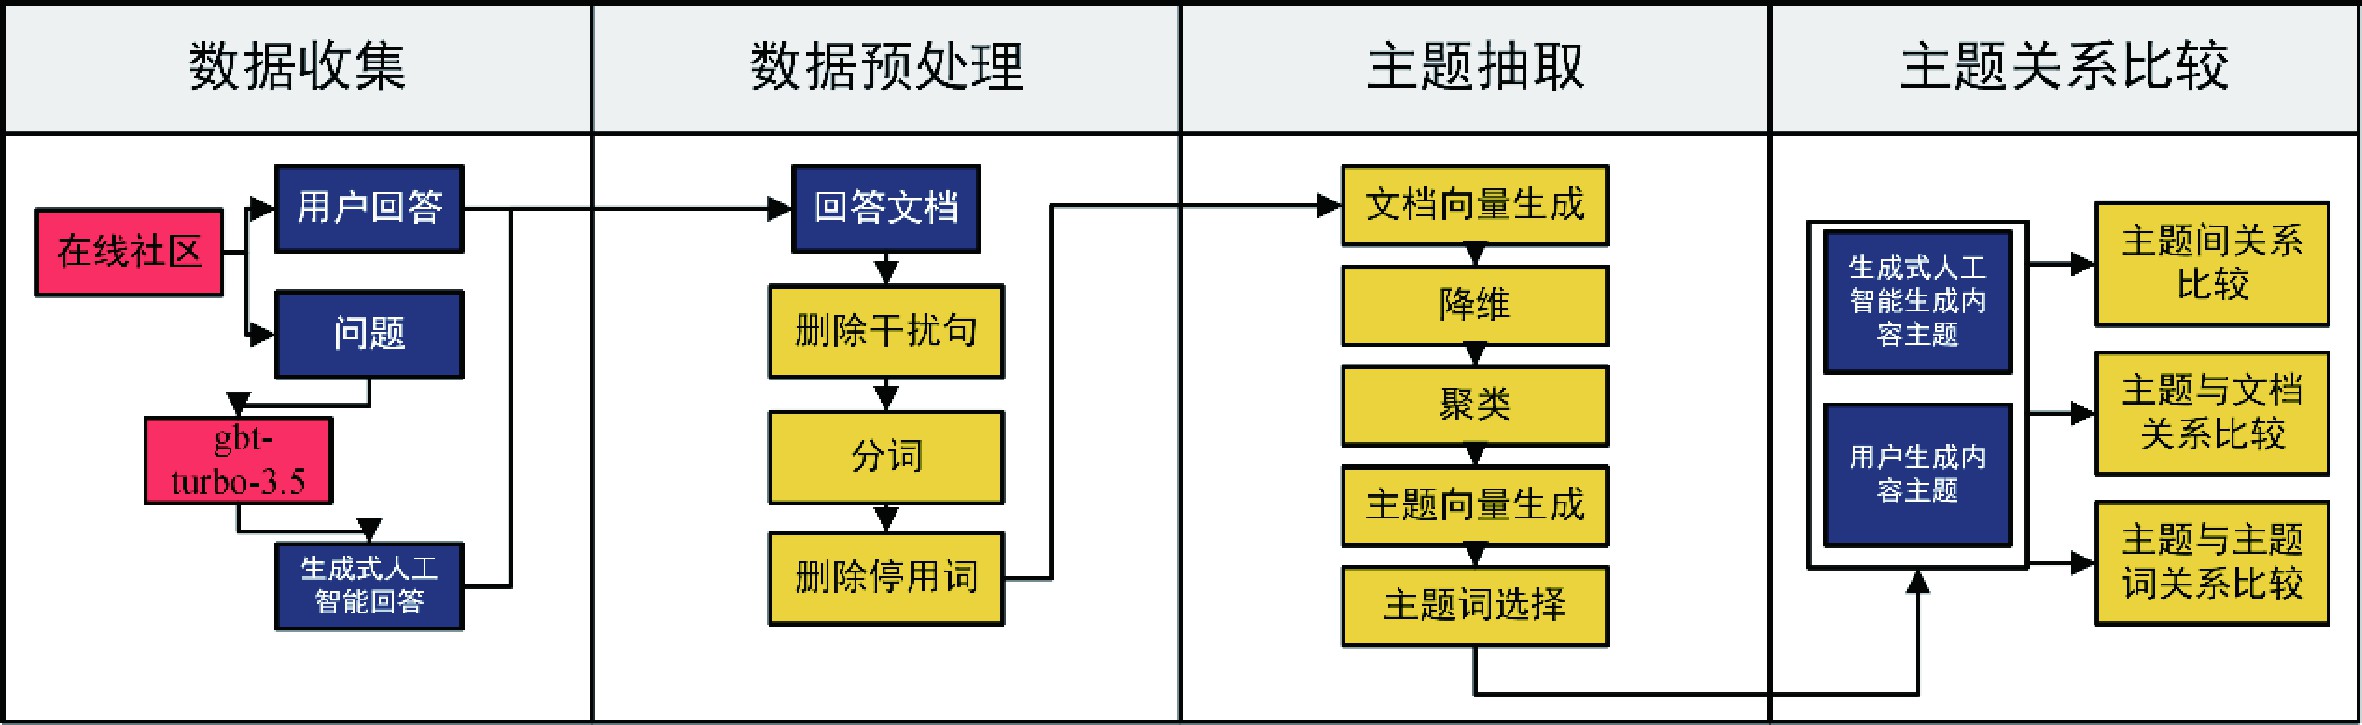 数据收集
数据预处理
主题抽取
主题关系比较
在线社区
用户回答
问题
gbt-
turbo-3.5
生成式人工
智能回答
回答文档
删除干扰句
分词
删除停用词
文档向量生成
降维
聚类
主题向量生成
主题词选择
生成式人工
智能生成内
容主题
用户生成内
容主题
主题间关系
比较
主题与文档
关系比较
主题与主题
词关系比较